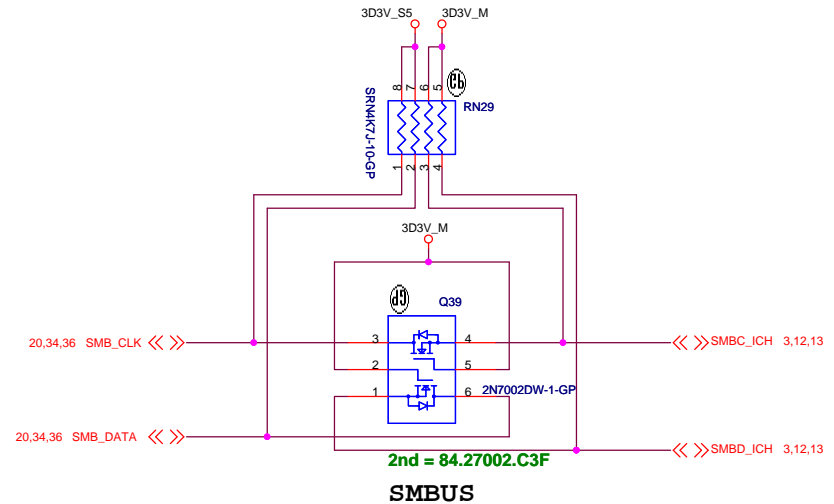 3D3V_S5 3D3V_M
8 7 6 5
RN29
SRN4K7J-10-GP
1 2 3 4
3D3V_M
Q39
20,34,36 SMB_CLK 3 4 SMBC_ICH 3,12,13
2 5
1 6 2N7002DW-1-GP
20,34,36 SMB_DATA SMBD_ICH 3,12,13
2nd = 84.27002.C3F
SMBUS